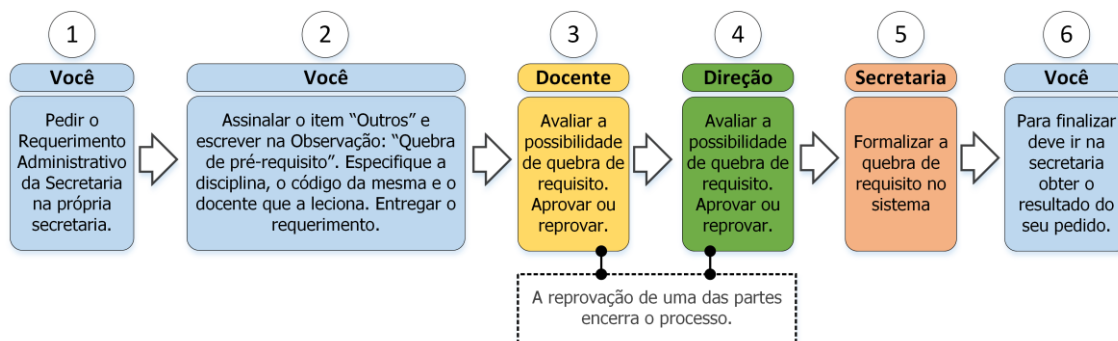 1
Você
Pedir o
Requerimento
Administrativo
da Secretaria
na própria
secretaria.
2
Você
Assinalar o item “Outros” e
escrever na Observação: “Quebra
de pré-requisito”. Especifique a
disciplina, o código da mesma e o
docente que a leciona. Entregar o
requerimento.
3
Docente
Avaliar a
possibilidade
de quebra de
requisito.
Aprovar ou
reprovar.
4
Direção
Avaliar a
possibilidade
de quebra de
requisito.
Aprovar ou
reprovar.
5
Secretaria
Formalizar a
quebra de
requisito no
sistema
6
Você
Para finalizar
deve ir na
secretaria
obter o
resultado do
seu pedido.
A reprovação de uma das partes
encerra o processo.